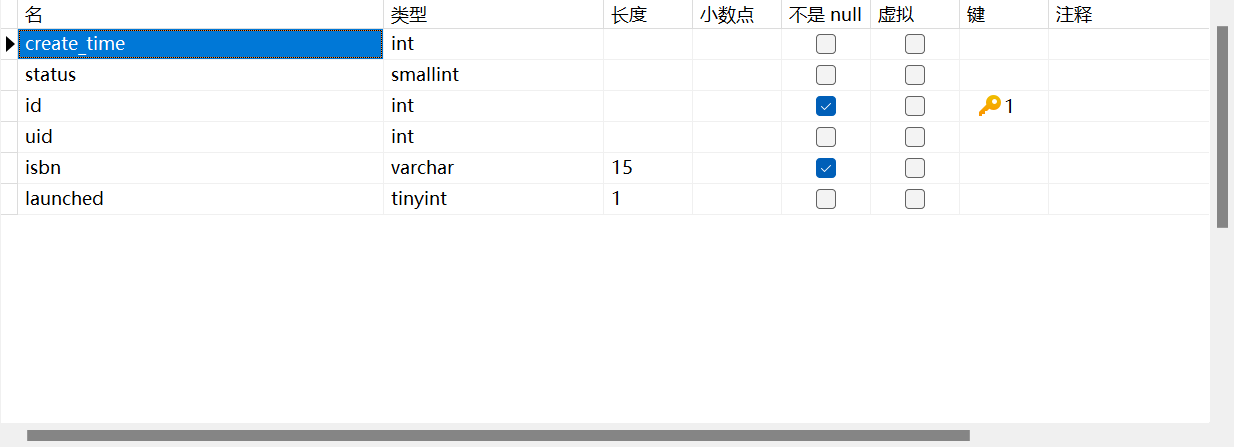 名 类型 长度 小数点 不是 null 虚拟 键 注释
create_time int
status smallint
id int 1
uid int
isbn varchar 15
launched tinyint 1